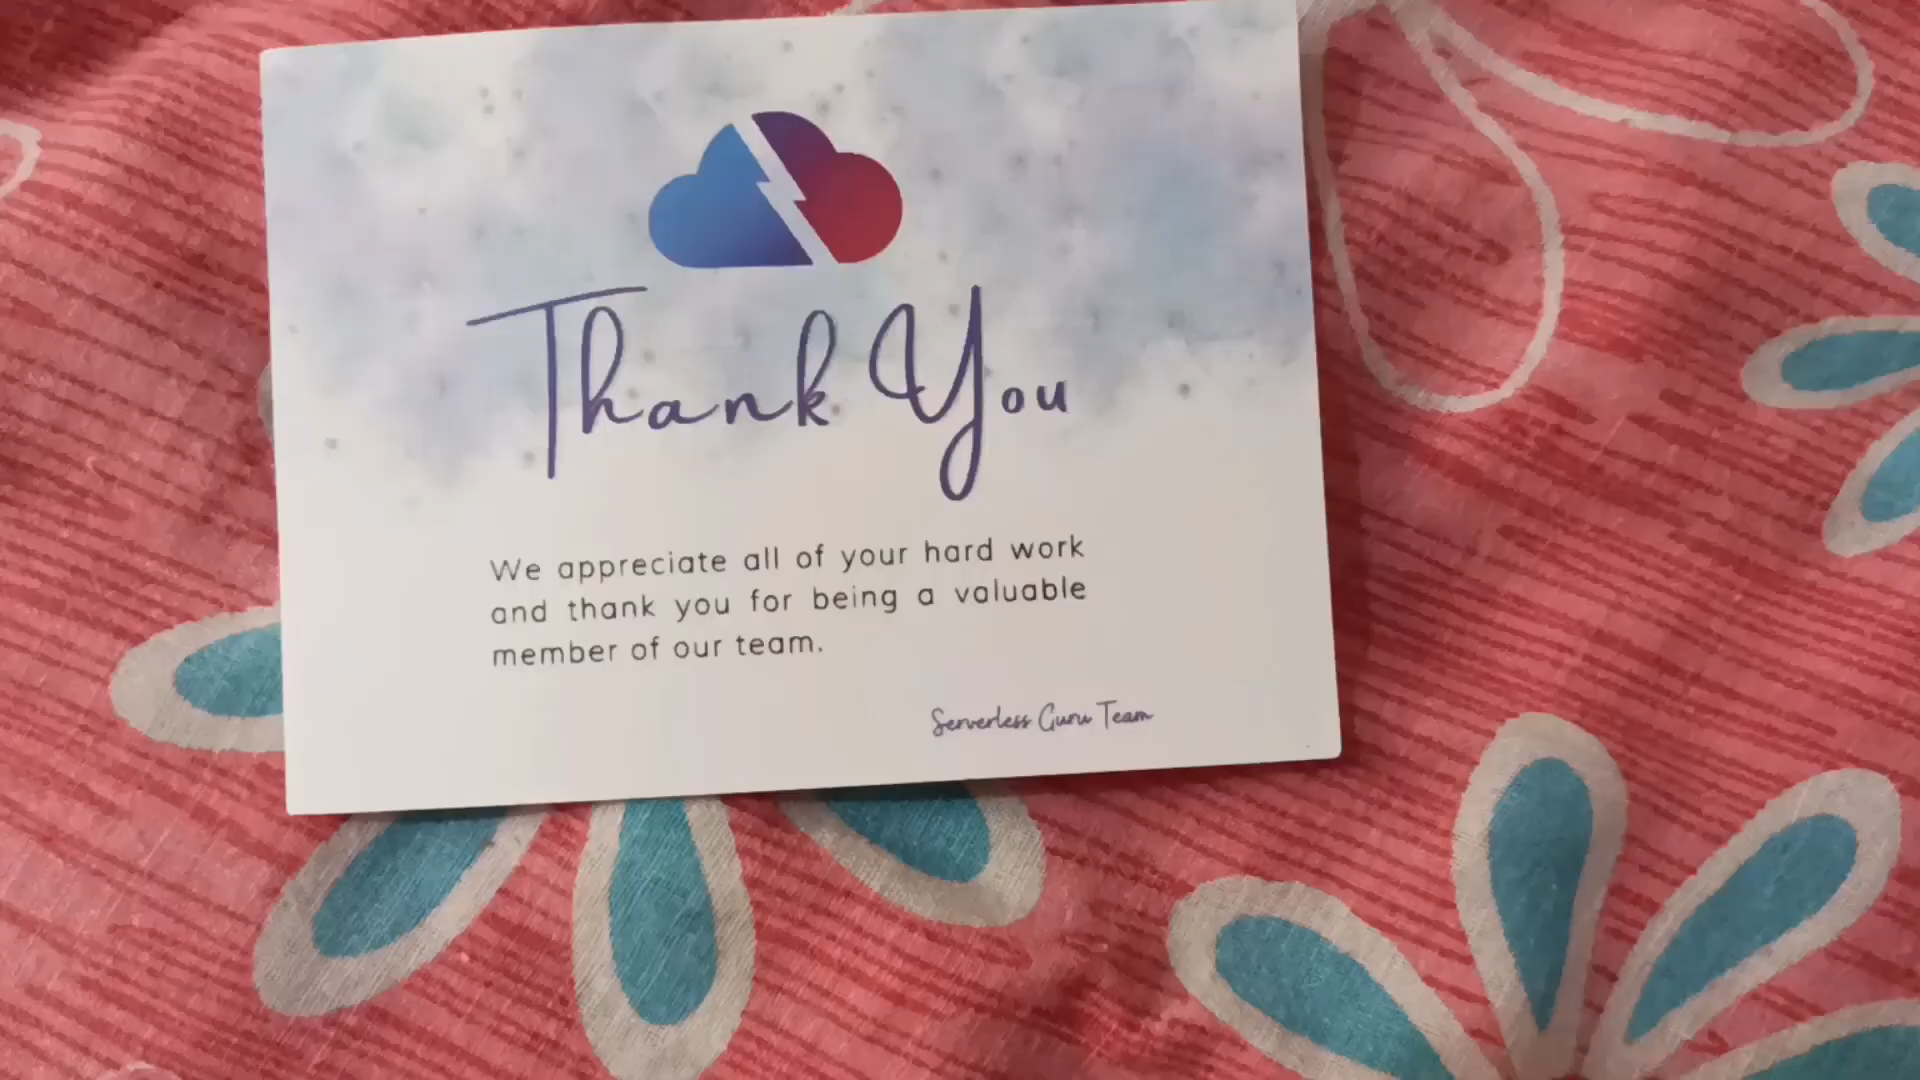 Thank You
We appreciate all of your hard work
and thank you for being a valuable
member of our team.
Serverless Guru Team